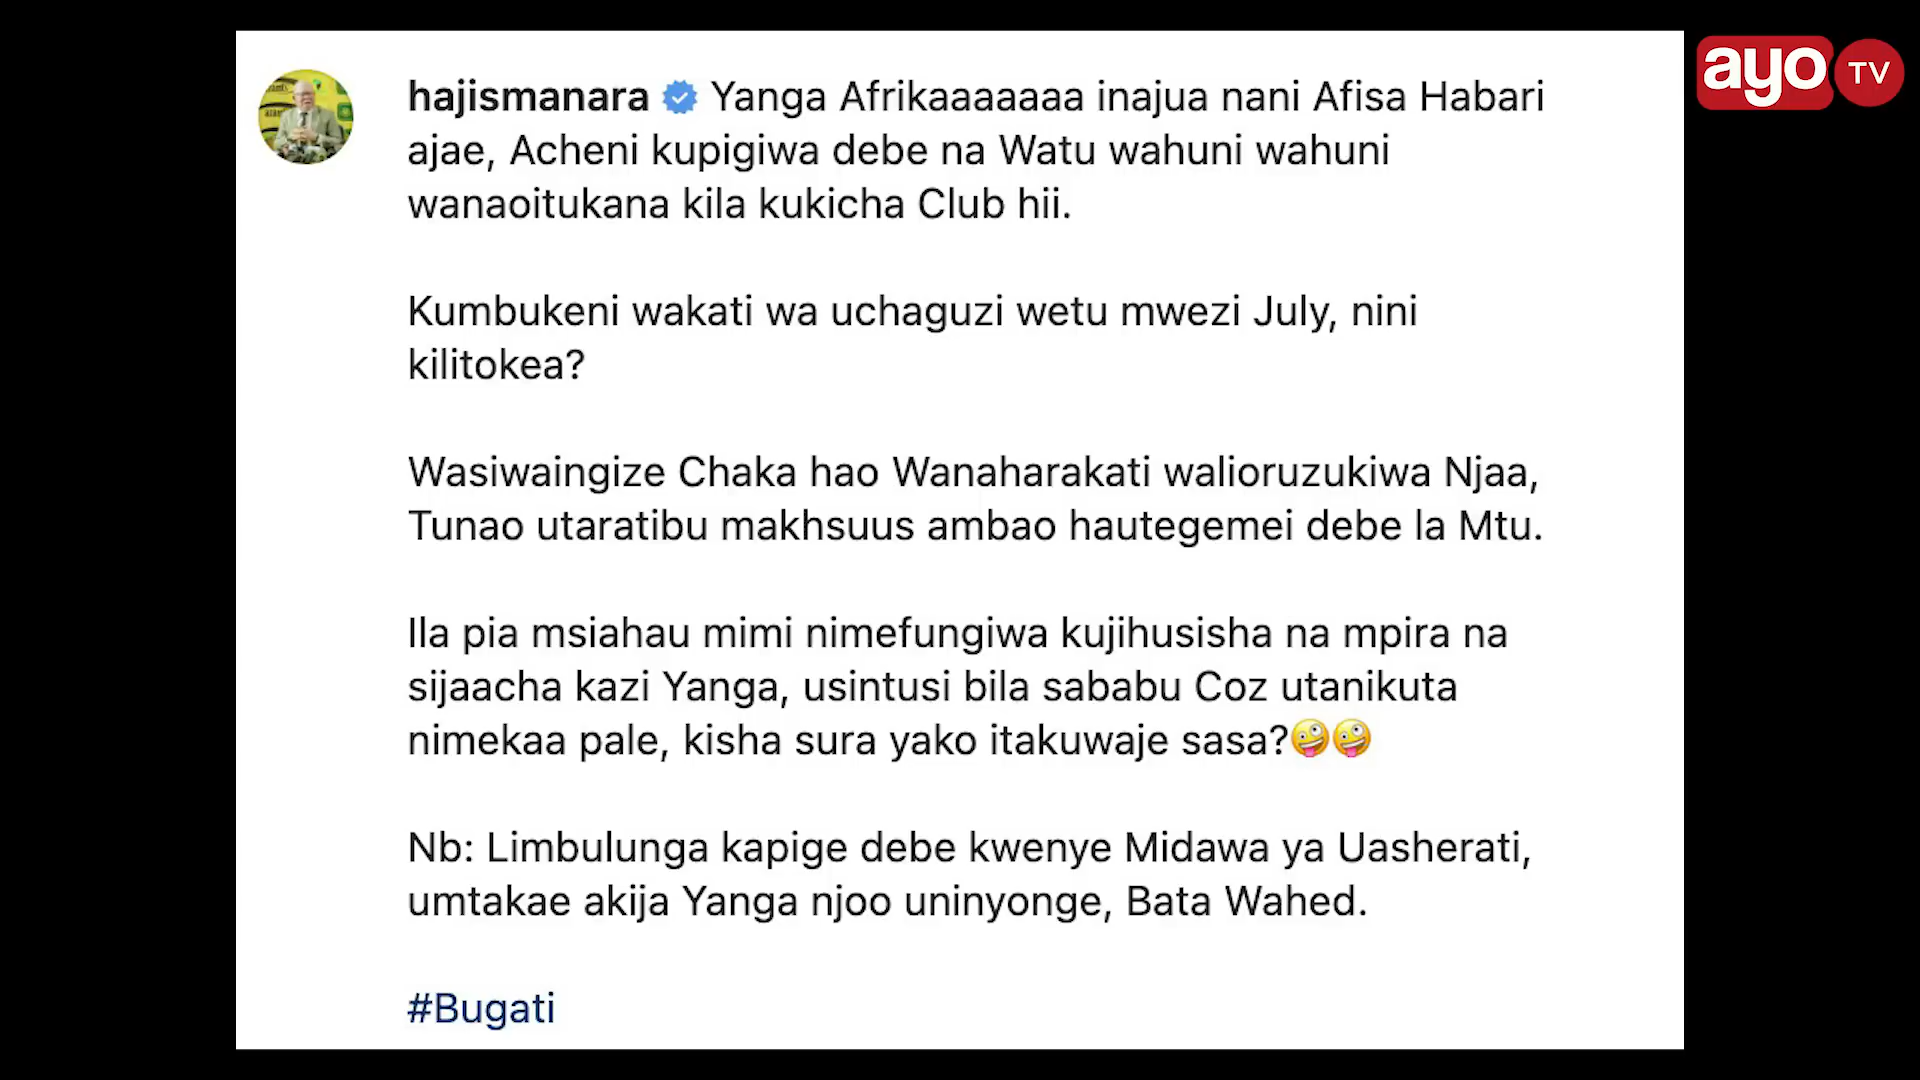 ayo TV
hajismanara Yanga Afrikaaaaaaa inajua nani Afisa Habari
ajae, Acheni kupigiwa debe na Watu wahuni wahuni
wanaoitukana kila kukicha Club hii.
Kumbukeni wakati wa uchaguzi wetu mwezi July, nini
kilitokea?
Wasiwaingize Chaka hao Wanaharakati walioruzukiwa Njaa,
Tunao utaratibu makhsuus ambao hautegemei debe la Mtu.
Ila pia msiahau mimi nimefungiwa kujihusisha na mpira na
sijaacha kazi Yanga, usintusi bila sababu Coz utanikuta
nimekaa pale, kisha sura yako itakuwaje sasa?🤪🤪
Nb: Limbulunga kapige debe kwenye Midawa ya Uasherati,
umtakae akija Yanga njoo uninyonge, Bata Wahed.
#Bugati